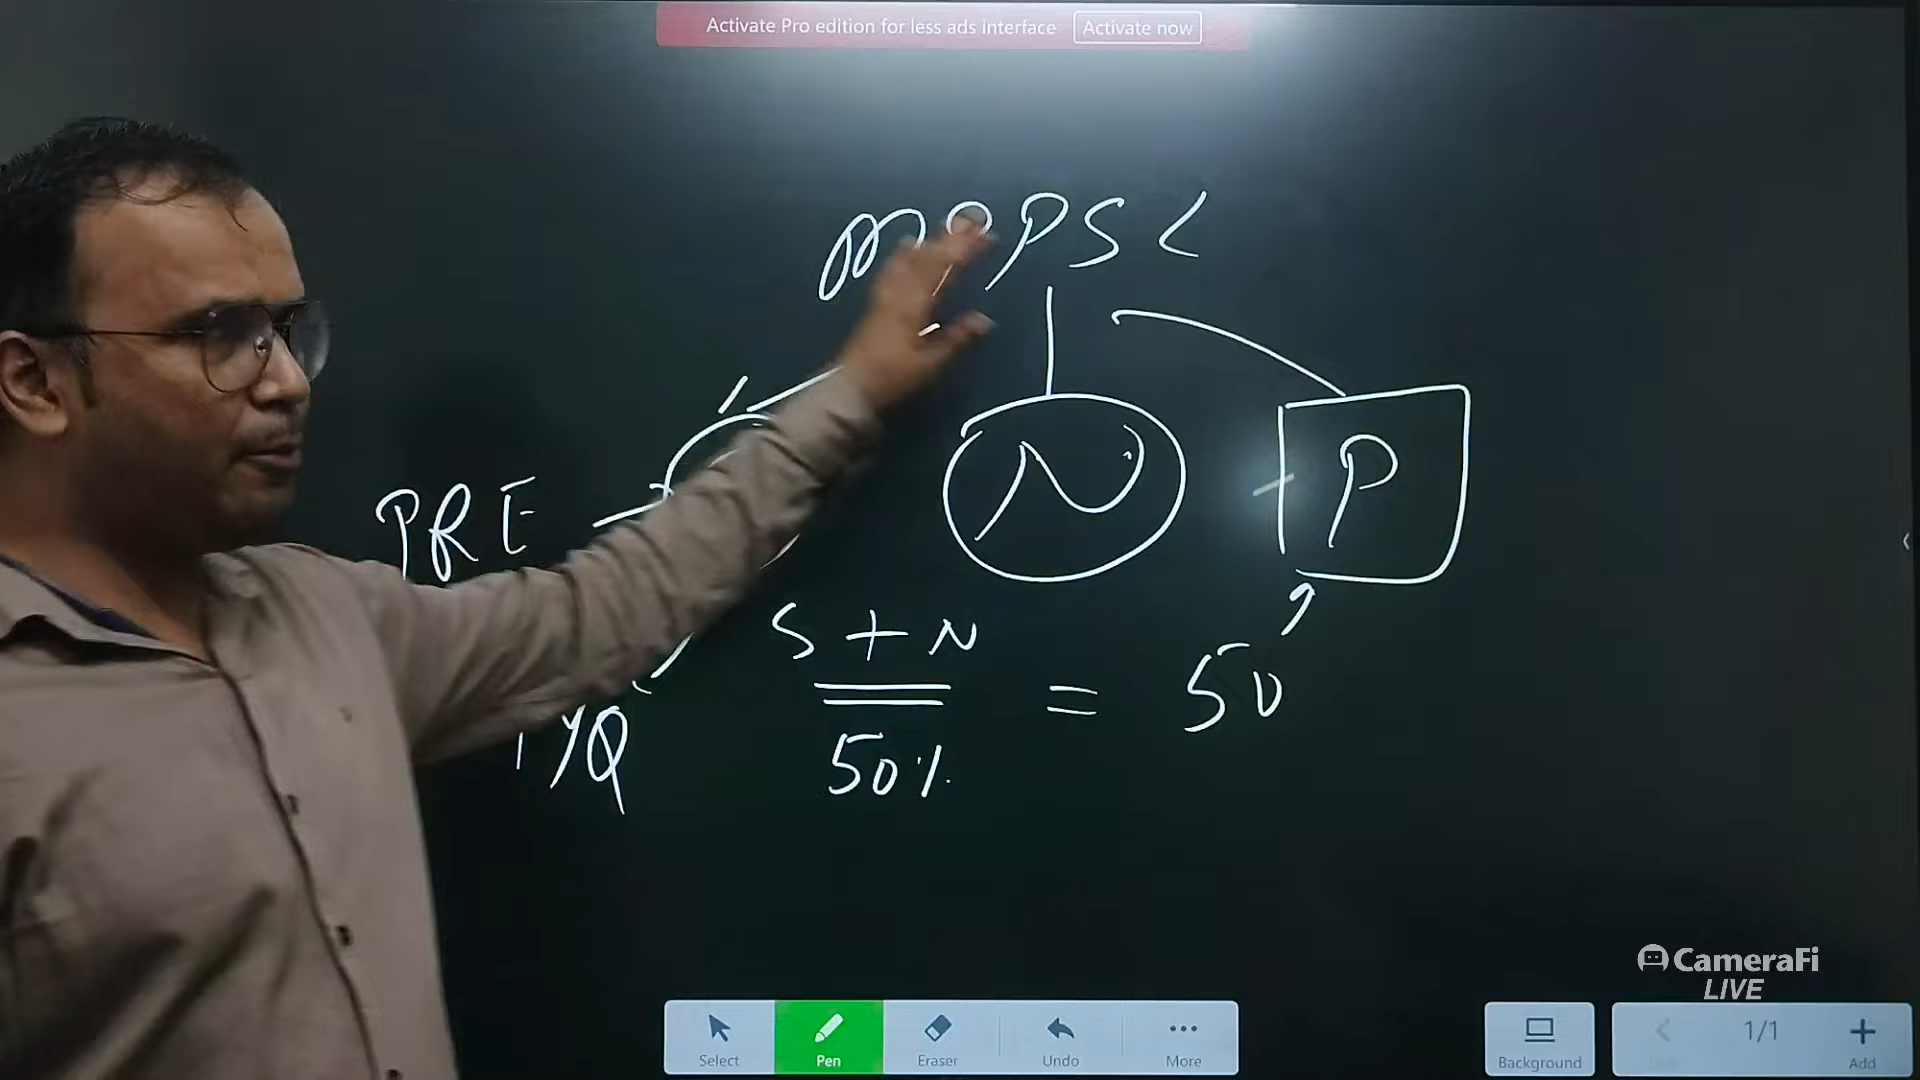 Activate Pro edition for less ads interface Activate now
MPPSC
N P
PRE
S + N
50% = 50
PYQ
CameraFi
LIVE
Select Pen Eraser Undo More Background 1/1 Add